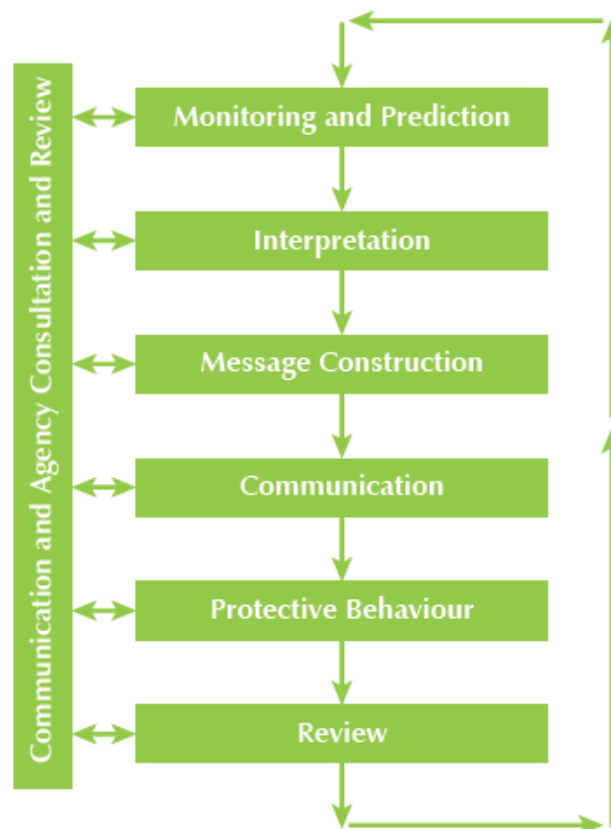 Communication and Agency Consultation and Review
Monitoring and Prediction
Interpretation
Message Construction
Communication
Protective Behaviour
Review